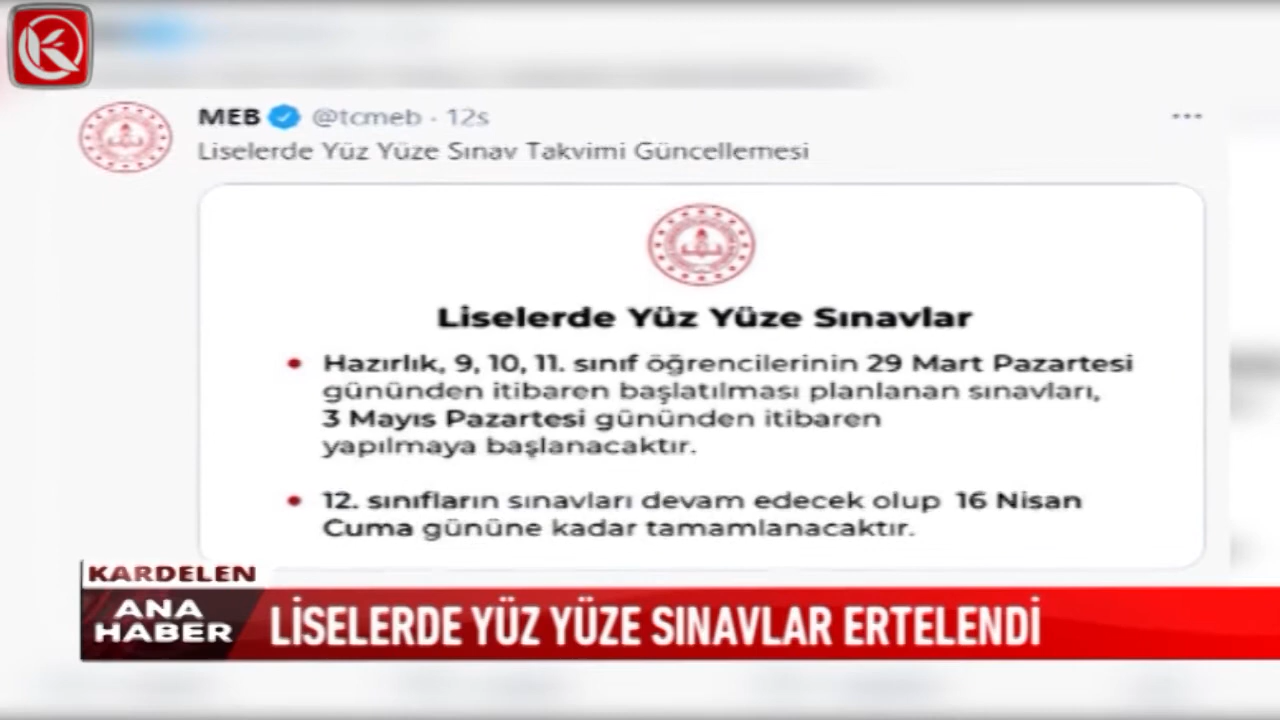 MEB @tcmeb · 12s
Liselerde Yüz Yüze Sınav Takvimi Güncellemesi
Liselerde Yüz Yüze Sınavlar
• Hazırlık, 9, 10, 11. sınıf öğrencilerinin 29 Mart Pazartesi
gününden itibaren başlatılması planlanan sınavları,
3 Mayıs Pazartesi gününden itibaren
yapılmaya başlanacaktır.
• 12. sınıfların sınavları devam edecek olup 16 Nisan
Cuma gününe kadar tamamlanacaktır.
KARDELEN
ANA
HABER
LİSELERDE YÜZ YÜZE SINAVLAR ERTELENDİ